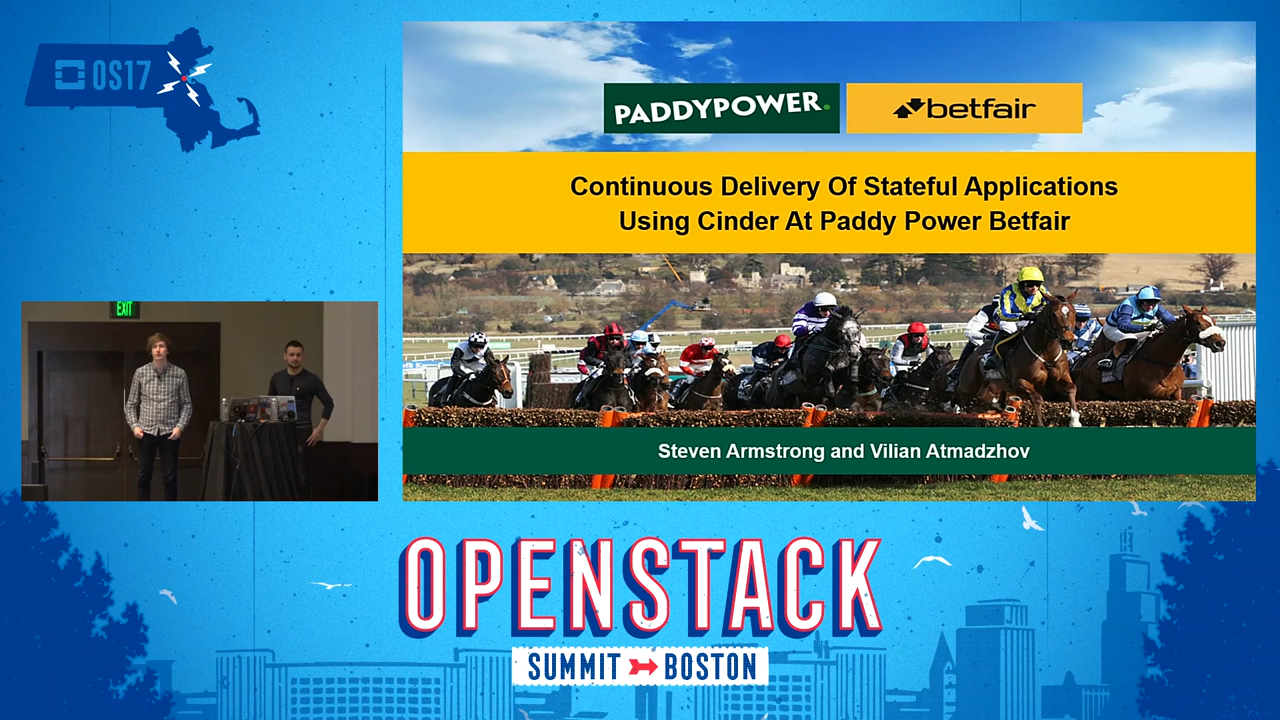 OS17
PADDYPOWER.
betfair
Continuous Delivery Of Stateful Applications
Using Cinder At Paddy Power Betfair
EXIT
Steven Armstrong and Vilian Atmadzhov
OPENSTACK
SUMMIT BOSTON